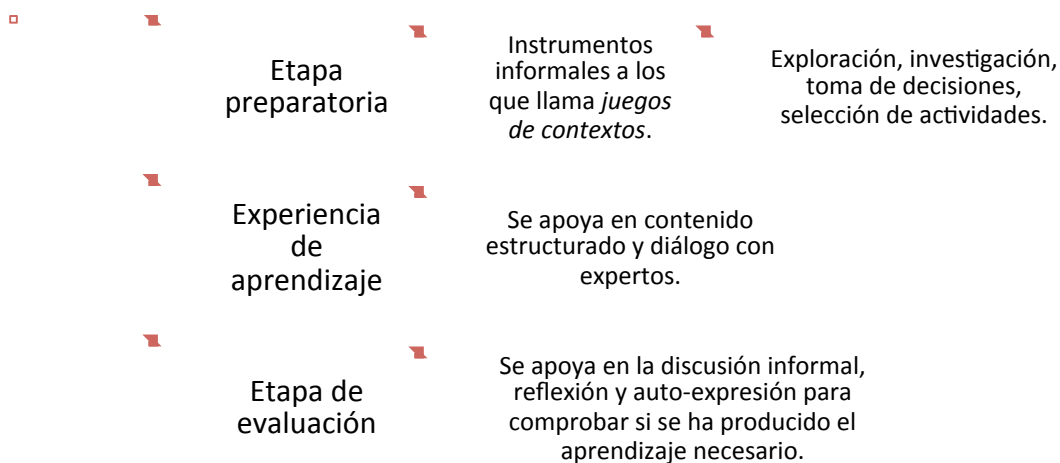 Etapa
preparatoria
Instrumentos
informales a los
que llama juegos
de contextos.
Exploración, investigación,
toma de decisiones,
selección de actividades.
Experiencia
de
aprendizaje
Se apoya en contenido
estructurado y diálogo con
expertos.
Etapa de
evaluación
Se apoya en la discusión informal,
reflexión y auto-expresión para
comprobar si se ha producido el
aprendizaje necesario.